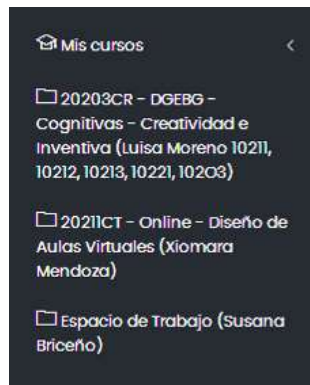 Mis cursos
20203CR - DGEBG -
Cognitivas - Creatividad e
Inventiva (Luisa Moreno 10211,
10212, 10213, 10221, 102O3)
20211CT - Online - Diseño de
Aulas Virtuales (Xiomara
Mendoza)
Espacio de Trabajo (Susana
Briceño)